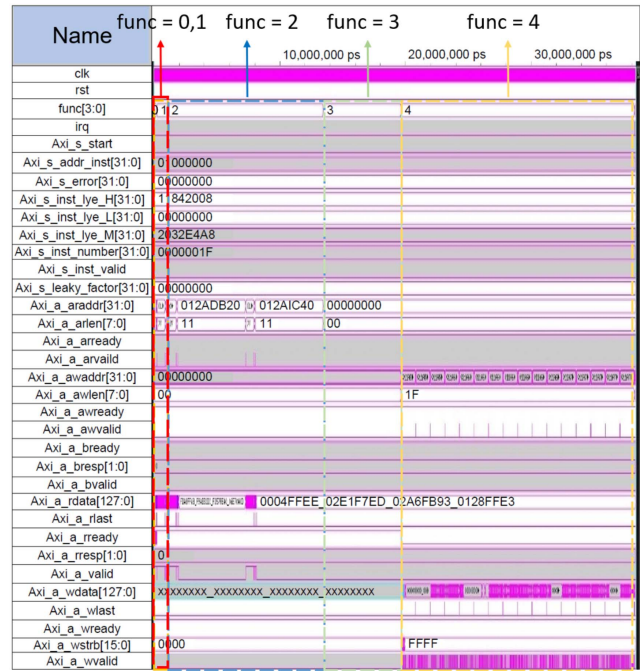 func = 0,1 func = 2 func = 3 func = 4
Name
10,000,000 ps 20,000,000 ps 30,000,000 ps
clk
rst
func[3:0] 0 1 2 3 4
irq
Axi_s_start
Axi_s_addr_inst[31:0] 01000000
Axi_s_error[31:0] 00000000
Axi_s_inst_lye_H[31:0] 11842008
Axi_s_inst_lye_L[31:0] 00000000
Axi_s_inst_lye_M[31:0] 2032E4A8
Axi_s_inst_number[31:0] 0000001F
Axi_s_inst_valid
Axi_s_leaky_factor[31:0] 00000000
Axi_a_araddr[31:0] 012ADB20 012AIC40 00000000
Axi_a_arlen[7:0] 11 11 00
Axi_a_arready
Axi_a_arvaild
Axi_a_awaddr[31:0] 00000000
Axi_a_awlen[7:0] 00 1F
Axi_a_awready
Axi_a_awvalid
Axi_a_bready
Axi_a_bresp[1:0]
Axi_a_bvalid
Axi_a_rdata[127:0] 0004FFEE_02E1F7ED_02A6FB93_0128FFE3
Axi_a_rlast
Axi_a_rready
Axi_a_rresp[1:0] 0
Axi_a_valid
Axi_a_wdata[127:0] XXXXXXXX_XXXXXXXX_XXXXXXXX_XXXXXXXX
Axi_a_wlast
Axi_a_wready
Axi_a_wstrb[15:0] 0000 FFFF
Axi_a_wvalid